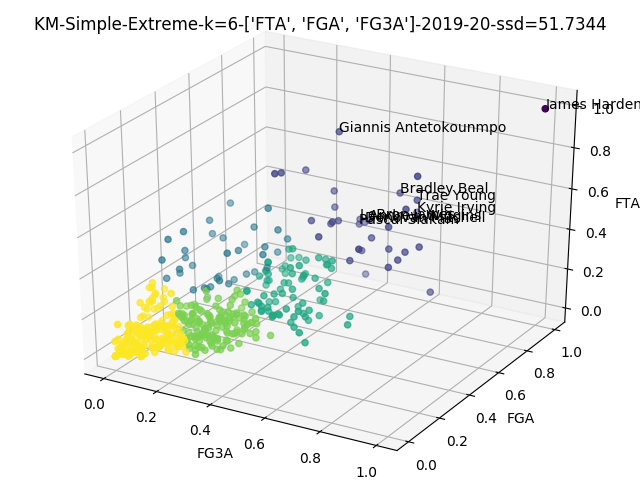 KM-Simple-Extreme-k=6-['FTA', 'FGA', 'FG3A']-2019-20-ssd=51.7344
James Harden
Giannis Antetokounmpo
Bradley Beal
Trae Young
Kyrie Irving
Pascal Siakam
FTA
1.0
0.8
0.6
0.4
0.2
0.0
FGA
1.0
0.8
0.6
0.4
0.2
0.0
FG3A
0.0
0.2
0.4
0.6
0.8
1.0